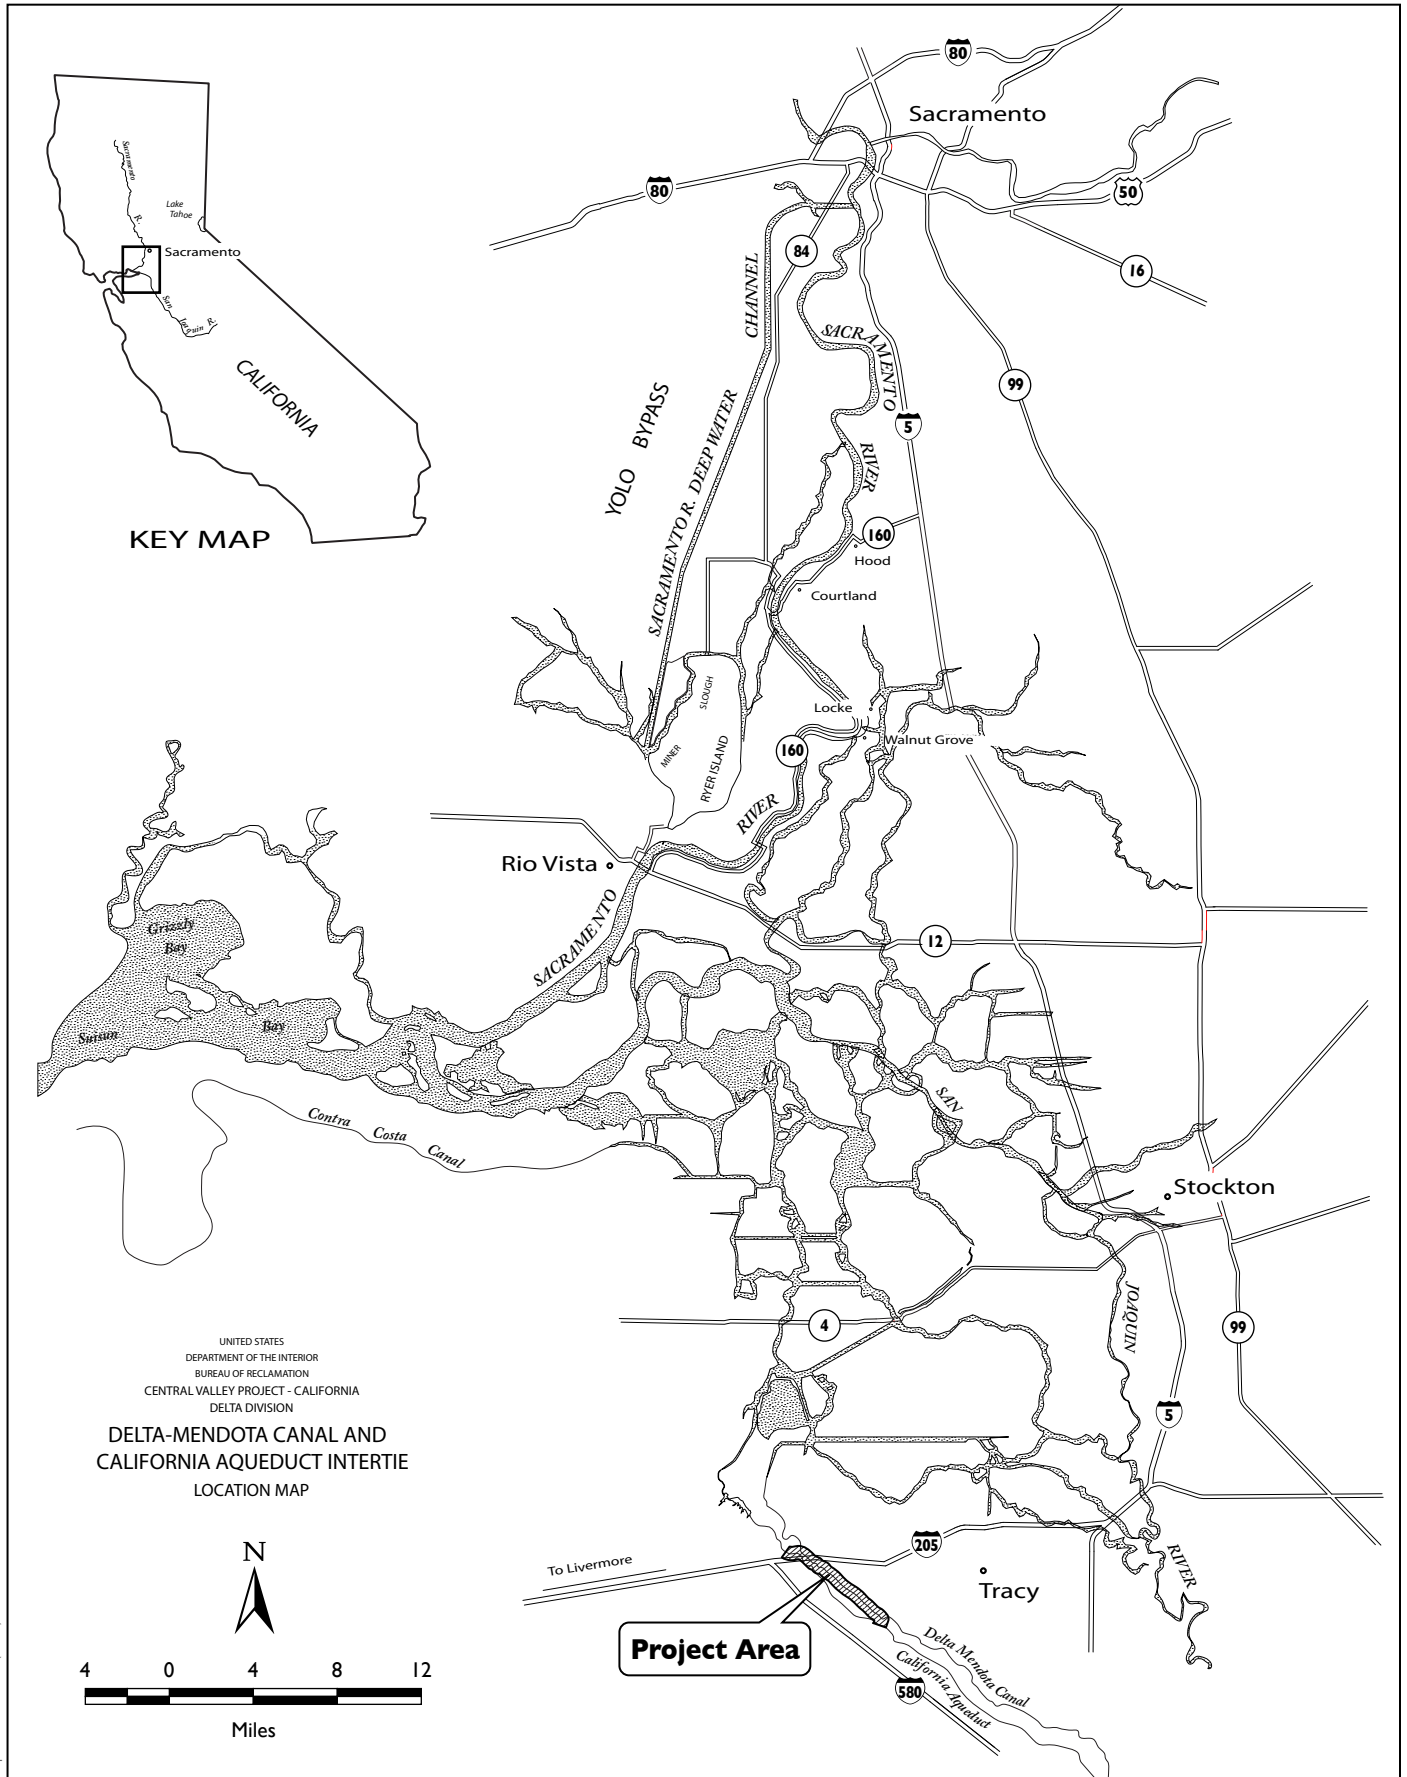 80
Sacramento
80
50
84
16
Sacramento
R.
Lake
Tahoe
Sacramento
San
Joaquin R.
CALIFORNIA
KEY MAP
CHANNEL
SACRAMENTO R. DEEP WATER
YOLO BYPASS
SACRAMENTO
RIVER
99
5
160
Hood
Courtland
Locke
Walnut Grove
SLOUGH
MINER
RYER ISLAND
160
RIVER
Rio Vista
SACRAMENTO
12
Grizzly
Bay
Suisun
Bay
Contra
Costa
Canal
SAN
Stockton
JOAQUIN
4
99
5
UNITED STATES
DEPARTMENT OF THE INTERIOR
BUREAU OF RECLAMATION
CENTRAL VALLEY PROJECT - CALIFORNIA
DELTA DIVISION
DELTA-MENDOTA CANAL AND
CALIFORNIA AQUEDUCT INTERTIE
LOCATION MAP
205
To Livermore
Tracy
RIVER
N
Project Area
Delta Mendota Canal
California Aqueduct
580
4 0 4 8 12
Miles